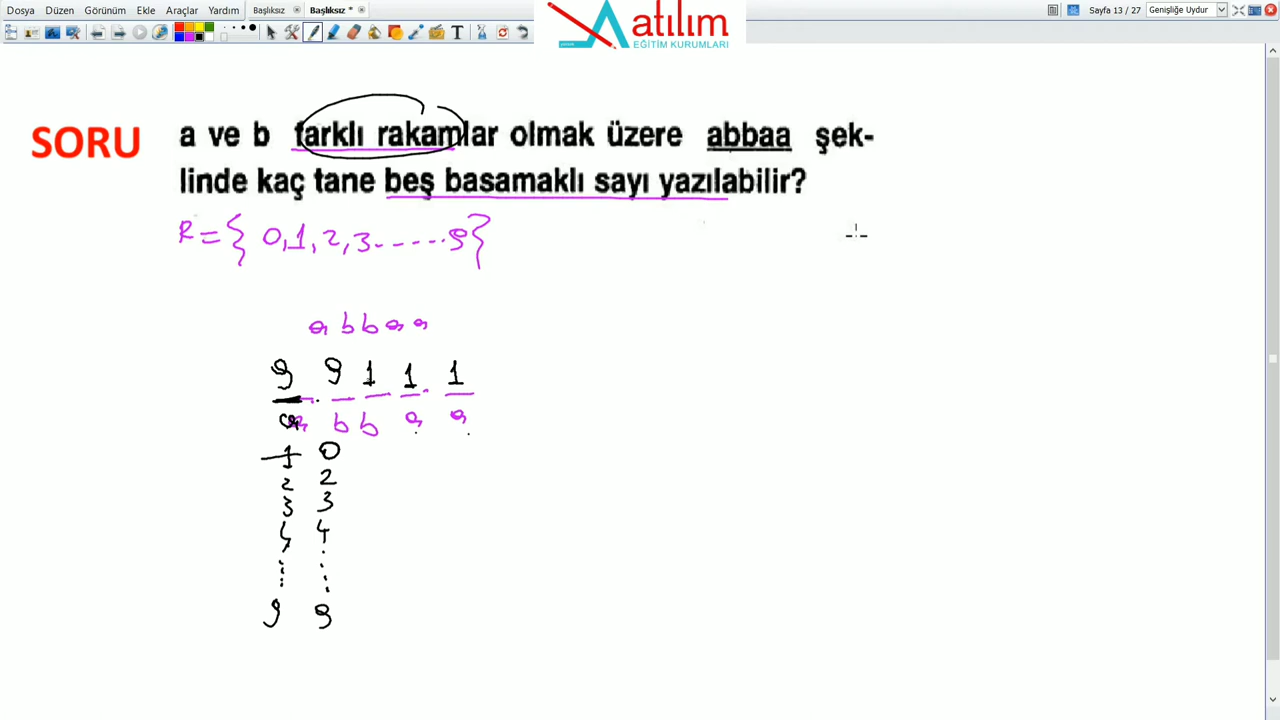 Dosya Düzen Görünüm Ekle Araçlar Yardım Başlıksız Başlıksız * Sayfa 13 / 27 Genişliğe Uydur
atılım
EĞİTİM KURUMLARI
SORU a ve b farklı rakamlar olmak üzere abbaa şek-
linde kaç tane beş basamaklı sayı yazılabilir?
R = { 0,1,2,3.......9 }
a b b a a
9 9 1 1 1
a b b a a
1 0
2 2
3 3
4 4
9 9